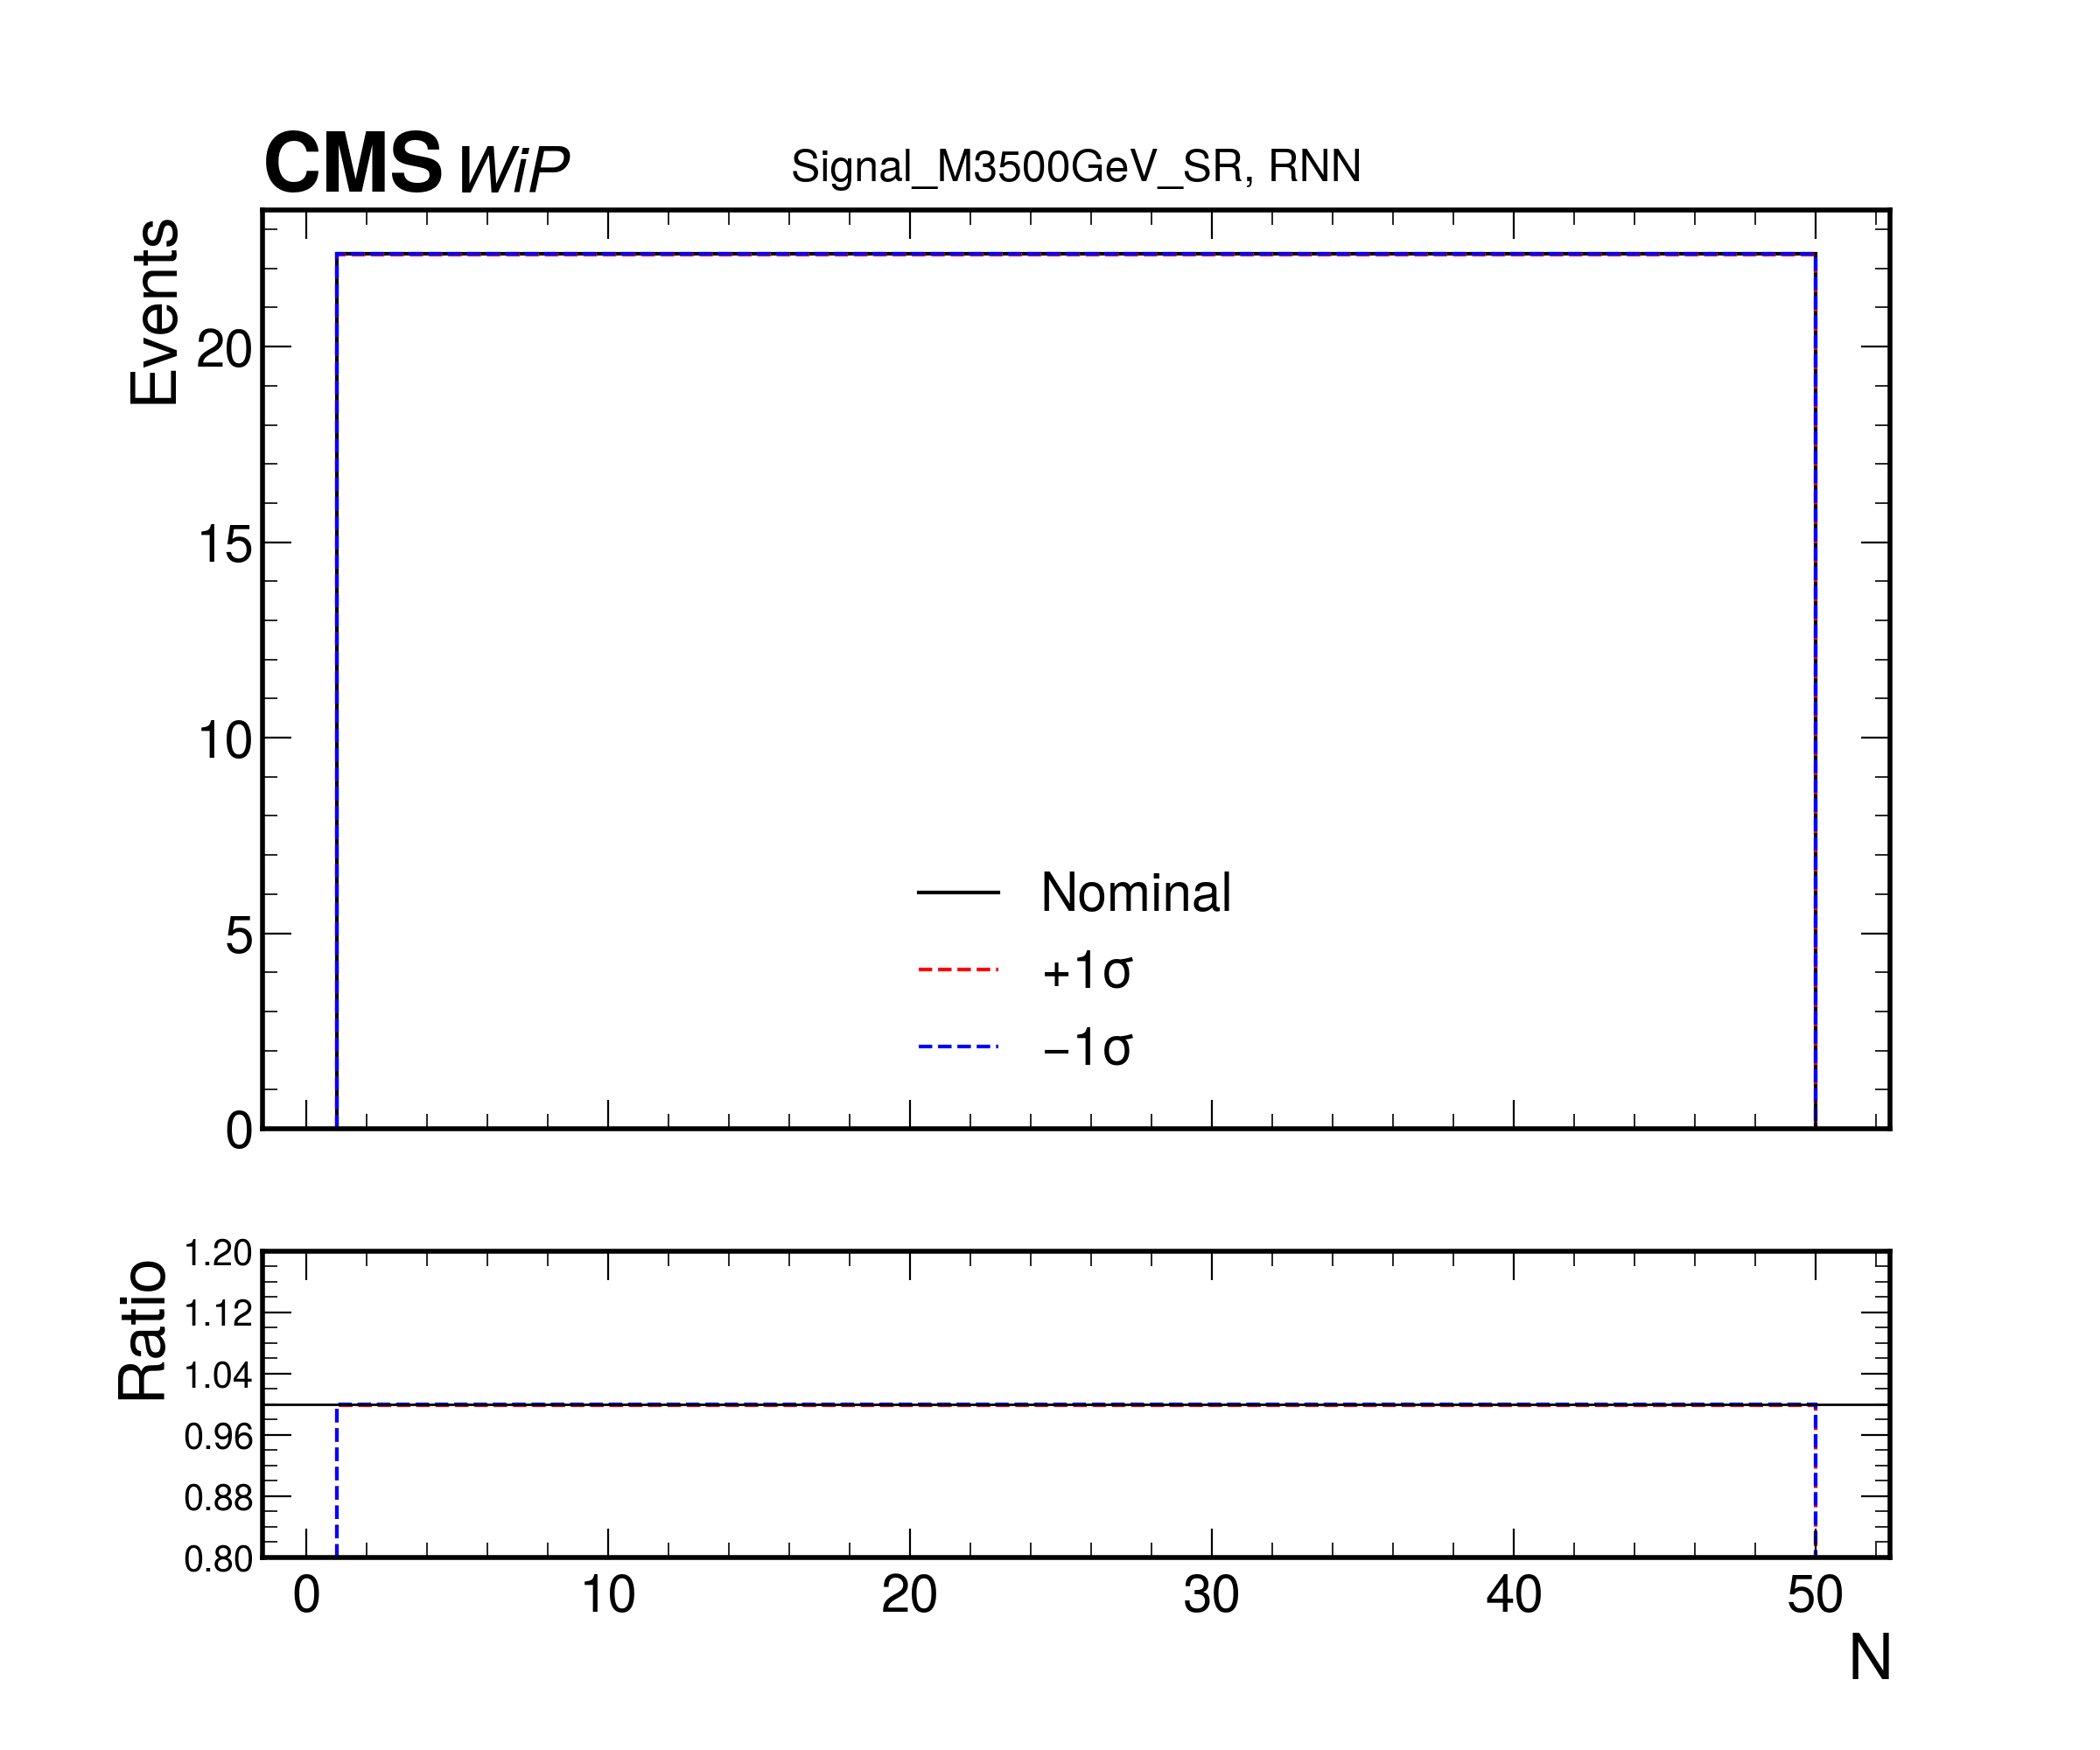 CMS WiP
Signal_M3500GeV_SR, RNN
Events
20
15
10
5
0
Nominal
+1σ
−1σ
Ratio
1.20
1.12
1.04
0.96
0.88
0.80
0 10 20 30 40 50
N